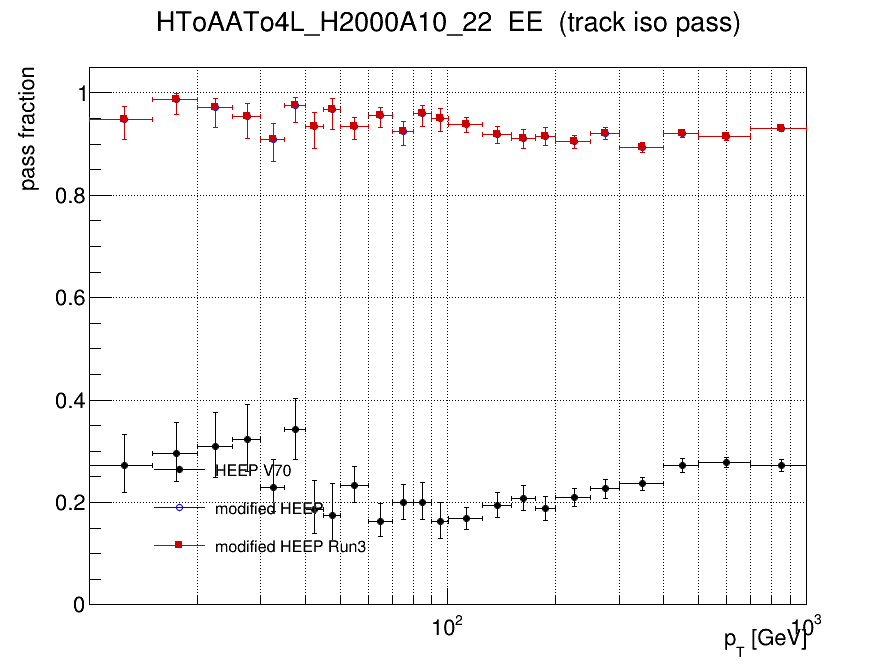 HToAATo4L_H2000A10_22 EE (track iso pass)
pass fraction
1
0.8
0.6
0.4
0.2
0
HEEP V70
modified HEEP
modified HEEP Run3
10²
10³
p_T [GeV]